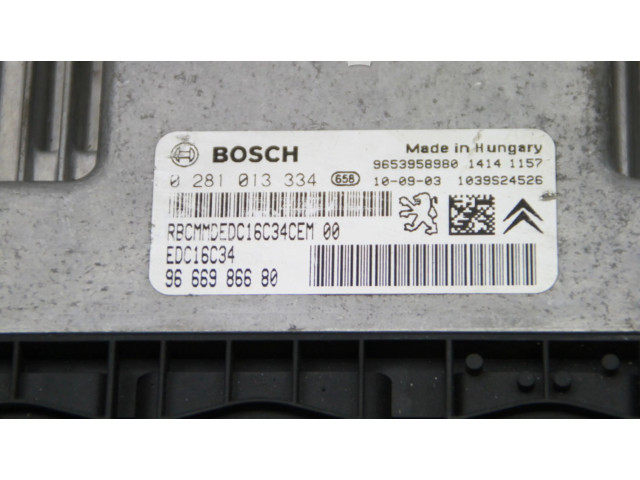 BOSCH
Made in Hungary
9653958980 1414 1157
0 281 013 334 658 10-09-03 1039S24526
RBCMMDEDC16C34CEM 00
EDC16C34
96 669 866 80